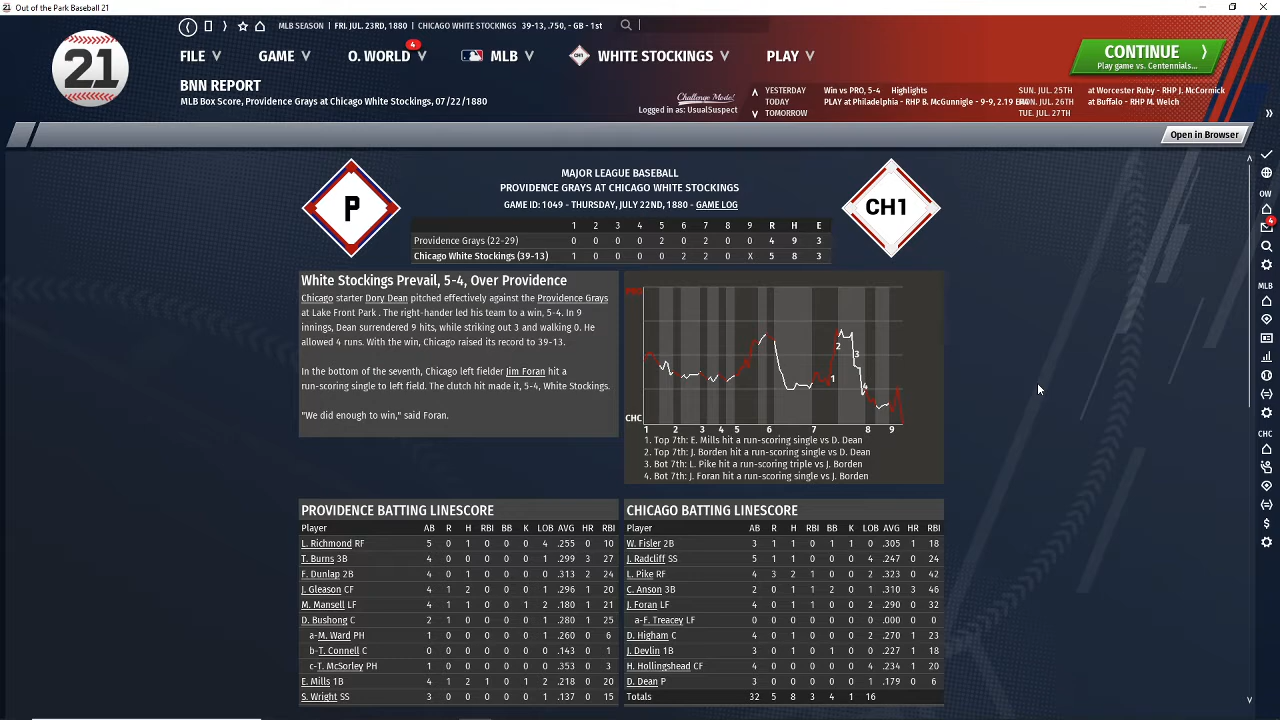 Out of the Park Baseball 21
MLB SEASON | FRI. JUL. 23RD, 1880 | CHICAGO WHITE STOCKINGS 39-13, .750, - GB - 1st
21
FILE GAME O. WORLD 4 MLB CH1 WHITE STOCKINGS PLAY
CONTINUE
Play game vs. Centennials...
BNN REPORT
MLB Box Score, Providence Grays at Chicago White Stockings, 07/22/1880
Challenge Mode!
Logged in as: UsualSuspect
YESTERDAY Win vs PRO, 5-4 Highlights SUN. JUL. 25TH at Worcester Ruby - RHP J. McCormick
TODAY PLAY at Philadelphia - RHP B. McGunnigle - 9-9, 2.19 MON. JUL. 26TH at Buffalo - RHP M. Welch
TOMORROW TUE. JUL. 27TH
Open in Browser
P
MAJOR LEAGUE BASEBALL
PROVIDENCE GRAYS AT CHICAGO WHITE STOCKINGS
GAME ID: 1049 - THURSDAY, JULY 22ND, 1880 - GAME LOG
CH1
1 2 3 4 5 6 7 8 9 R H E
Providence Grays (22-29) 0 0 0 0 2 0 2 0 0 4 9 3
Chicago White Stockings (39-13) 1 0 0 0 0 2 2 0 X 5 8 3
White Stockings Prevail, 5-4, Over Providence
Chicago starter Dory Dean pitched effectively against the Providence Grays
at Lake Front Park . The right-hander led his team to a win, 5-4. In 9
innings, Dean surrendered 9 hits, while striking out 3 and walking 0. He
allowed 4 runs. With the win, Chicago raised its record to 39-13.
In the bottom of the seventh, Chicago left fielder Jim Foran hit a
run-scoring single to left field. The clutch hit made it, 5-4, White Stockings.
"We did enough to win," said Foran.
1 2 3 4
CHC
1 2 3 4 5 6 7 8 9
1. Top 7th: E. Mills hit a run-scoring single vs D. Dean
2. Top 7th: J. Borden hit a run-scoring single vs D. Dean
3. Bot 7th: L. Pike hit a run-scoring triple vs J. Borden
4. Bot 7th: J. Foran hit a run-scoring single vs J. Borden
PROVIDENCE BATTING LINESCORE
Player AB R H RBI BB K LOB AVG HR RBI
L. Richmond RF 5 0 1 0 0 0 4 .255 0 10
T. Burns 3B 4 0 1 0 0 0 1 .299 3 27
F. Dunlap 2B 4 0 1 0 0 0 0 .313 2 24
J. Gleason CF 4 1 2 0 0 0 1 .296 1 20
M. Mansell LF 4 1 1 0 0 1 2 .180 1 21
D. Bushong C 2 1 0 0 0 0 1 .280 1 25
a-M. Ward PH 1 0 0 0 0 0 1 .260 0 6
b-T. Connell C 0 0 0 0 0 0 0 .143 0 1
c-T. McSorley PH 1 0 0 0 0 0 1 .353 0 3
E. Mills 1B 4 1 2 1 0 1 2 .218 0 20
S. Wright SS 3 0 0 0 0 0 1 .137 0 15
CHICAGO BATTING LINESCORE
Player AB R H RBI BB K LOB AVG HR RBI
W. Fisler 2B 3 1 1 0 1 1 0 .305 1 18
J. Radcliff SS 5 1 1 0 0 0 4 .247 0 24
L. Pike RF 4 3 2 1 0 0 2 .323 0 42
C. Anson 3B 2 0 1 1 2 0 1 .310 3 46
J. Foran LF 4 0 1 1 0 0 2 .290 0 32
a-F. Treacey LF 0 0 0 0 0 0 0 .000 0 0
D. Higham C 4 0 1 0 0 0 2 .270 1 23
J. Devlin 1B 3 0 1 0 1 0 0 .227 1 18
H. Hollingshead CF 4 0 0 0 0 0 4 .234 1 20
D. Dean P 3 0 0 0 0 0 1 .179 0 6
Totals 32 5 8 3 4 1 16
OW
4
MLB
CHC